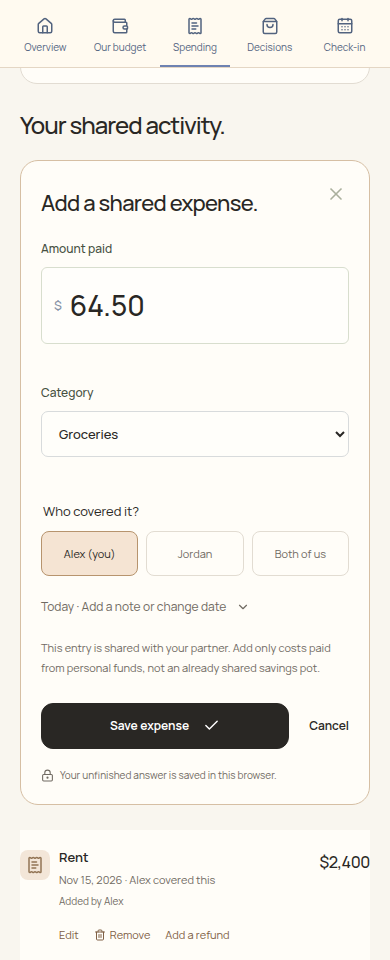 Overview
Our budget
Spending
Decisions
Check-in
Your shared activity.
Add a shared expense.
Amount paid
$ 64.50
Category
Groceries
Who covered it?
Alex (you)
Jordan
Both of us
Today · Add a note or change date
This entry is shared with your partner. Add only costs paid
from personal funds, not an already shared savings pot.
Save expense
Cancel
Your unfinished answer is saved in this browser.
Rent
$2,400
Nov 15, 2026 · Alex covered this
Added by Alex
Edit
Remove
Add a refund